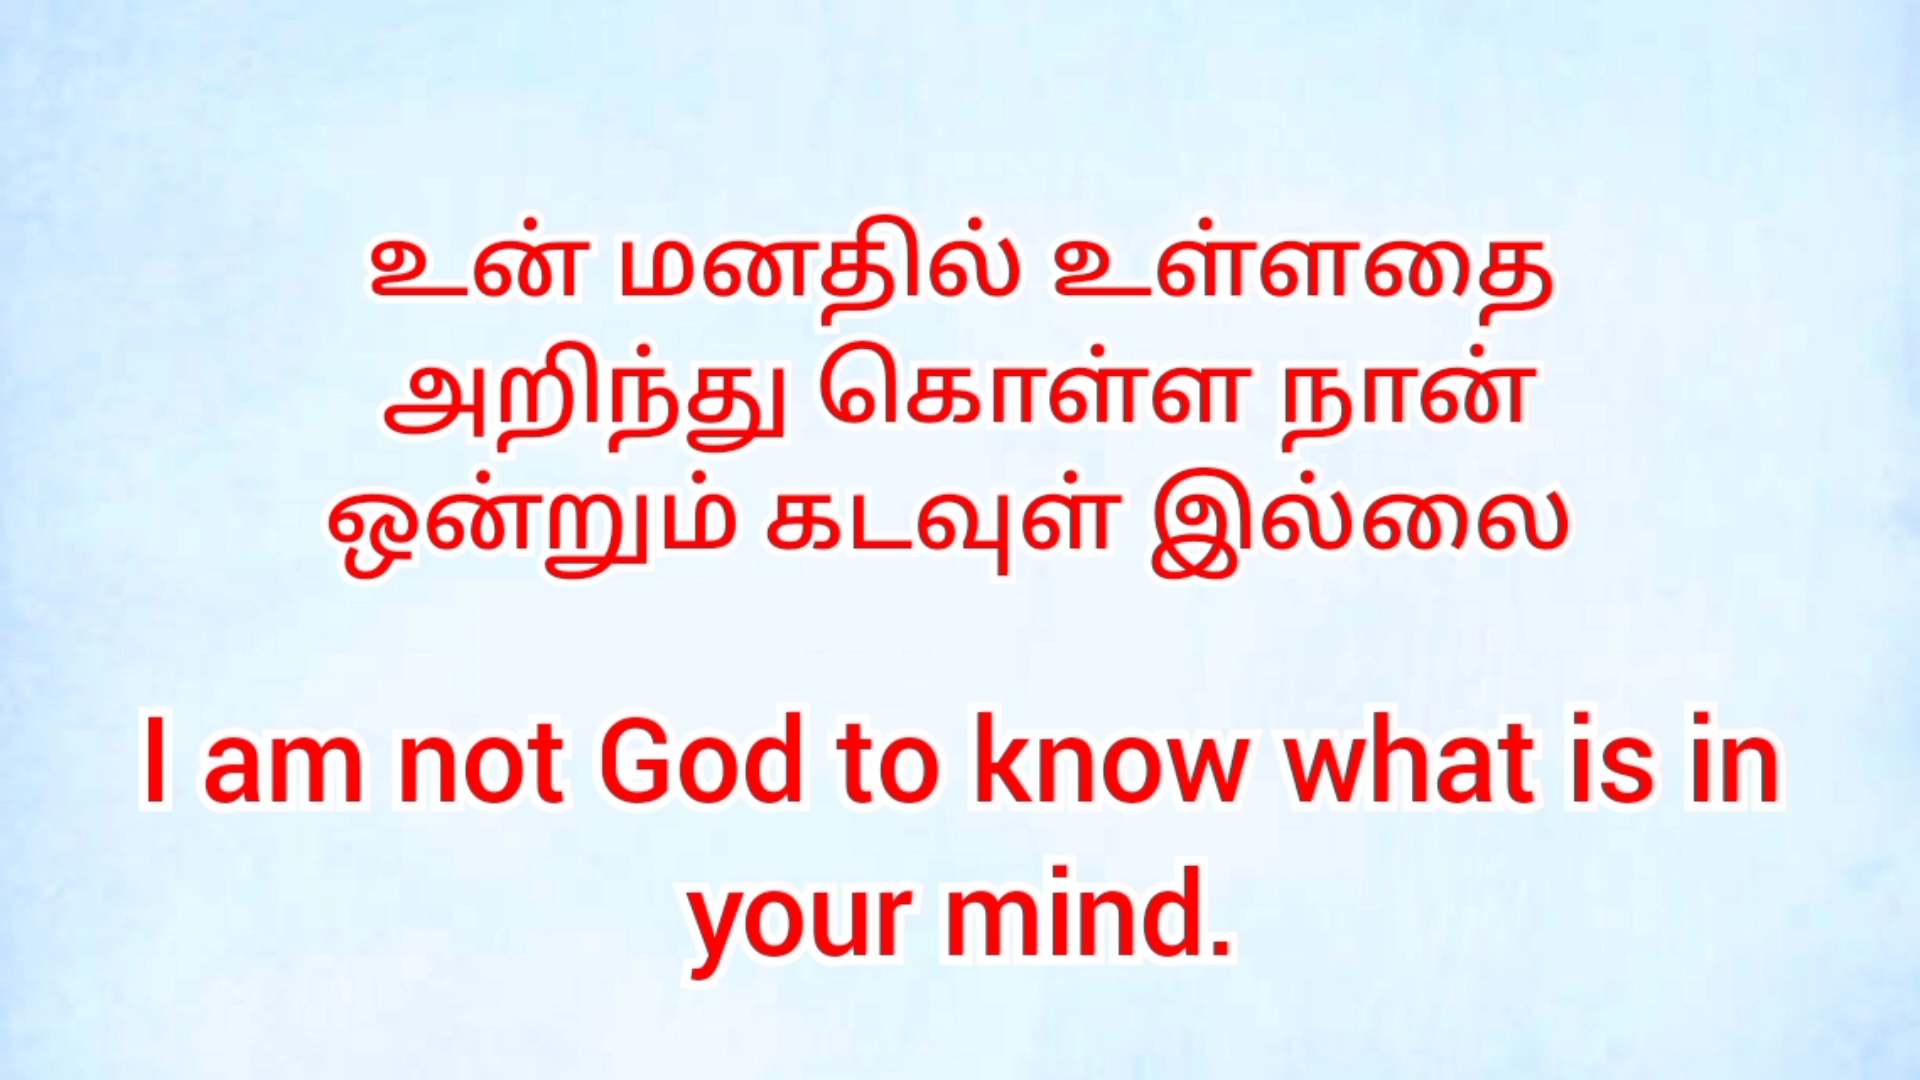 உன் மனதில் உள்ளதை
அறிந்து கொள்ள நான்
ஒன்றும் கடவுள் இல்லை
I am not God to know what is in
your mind.